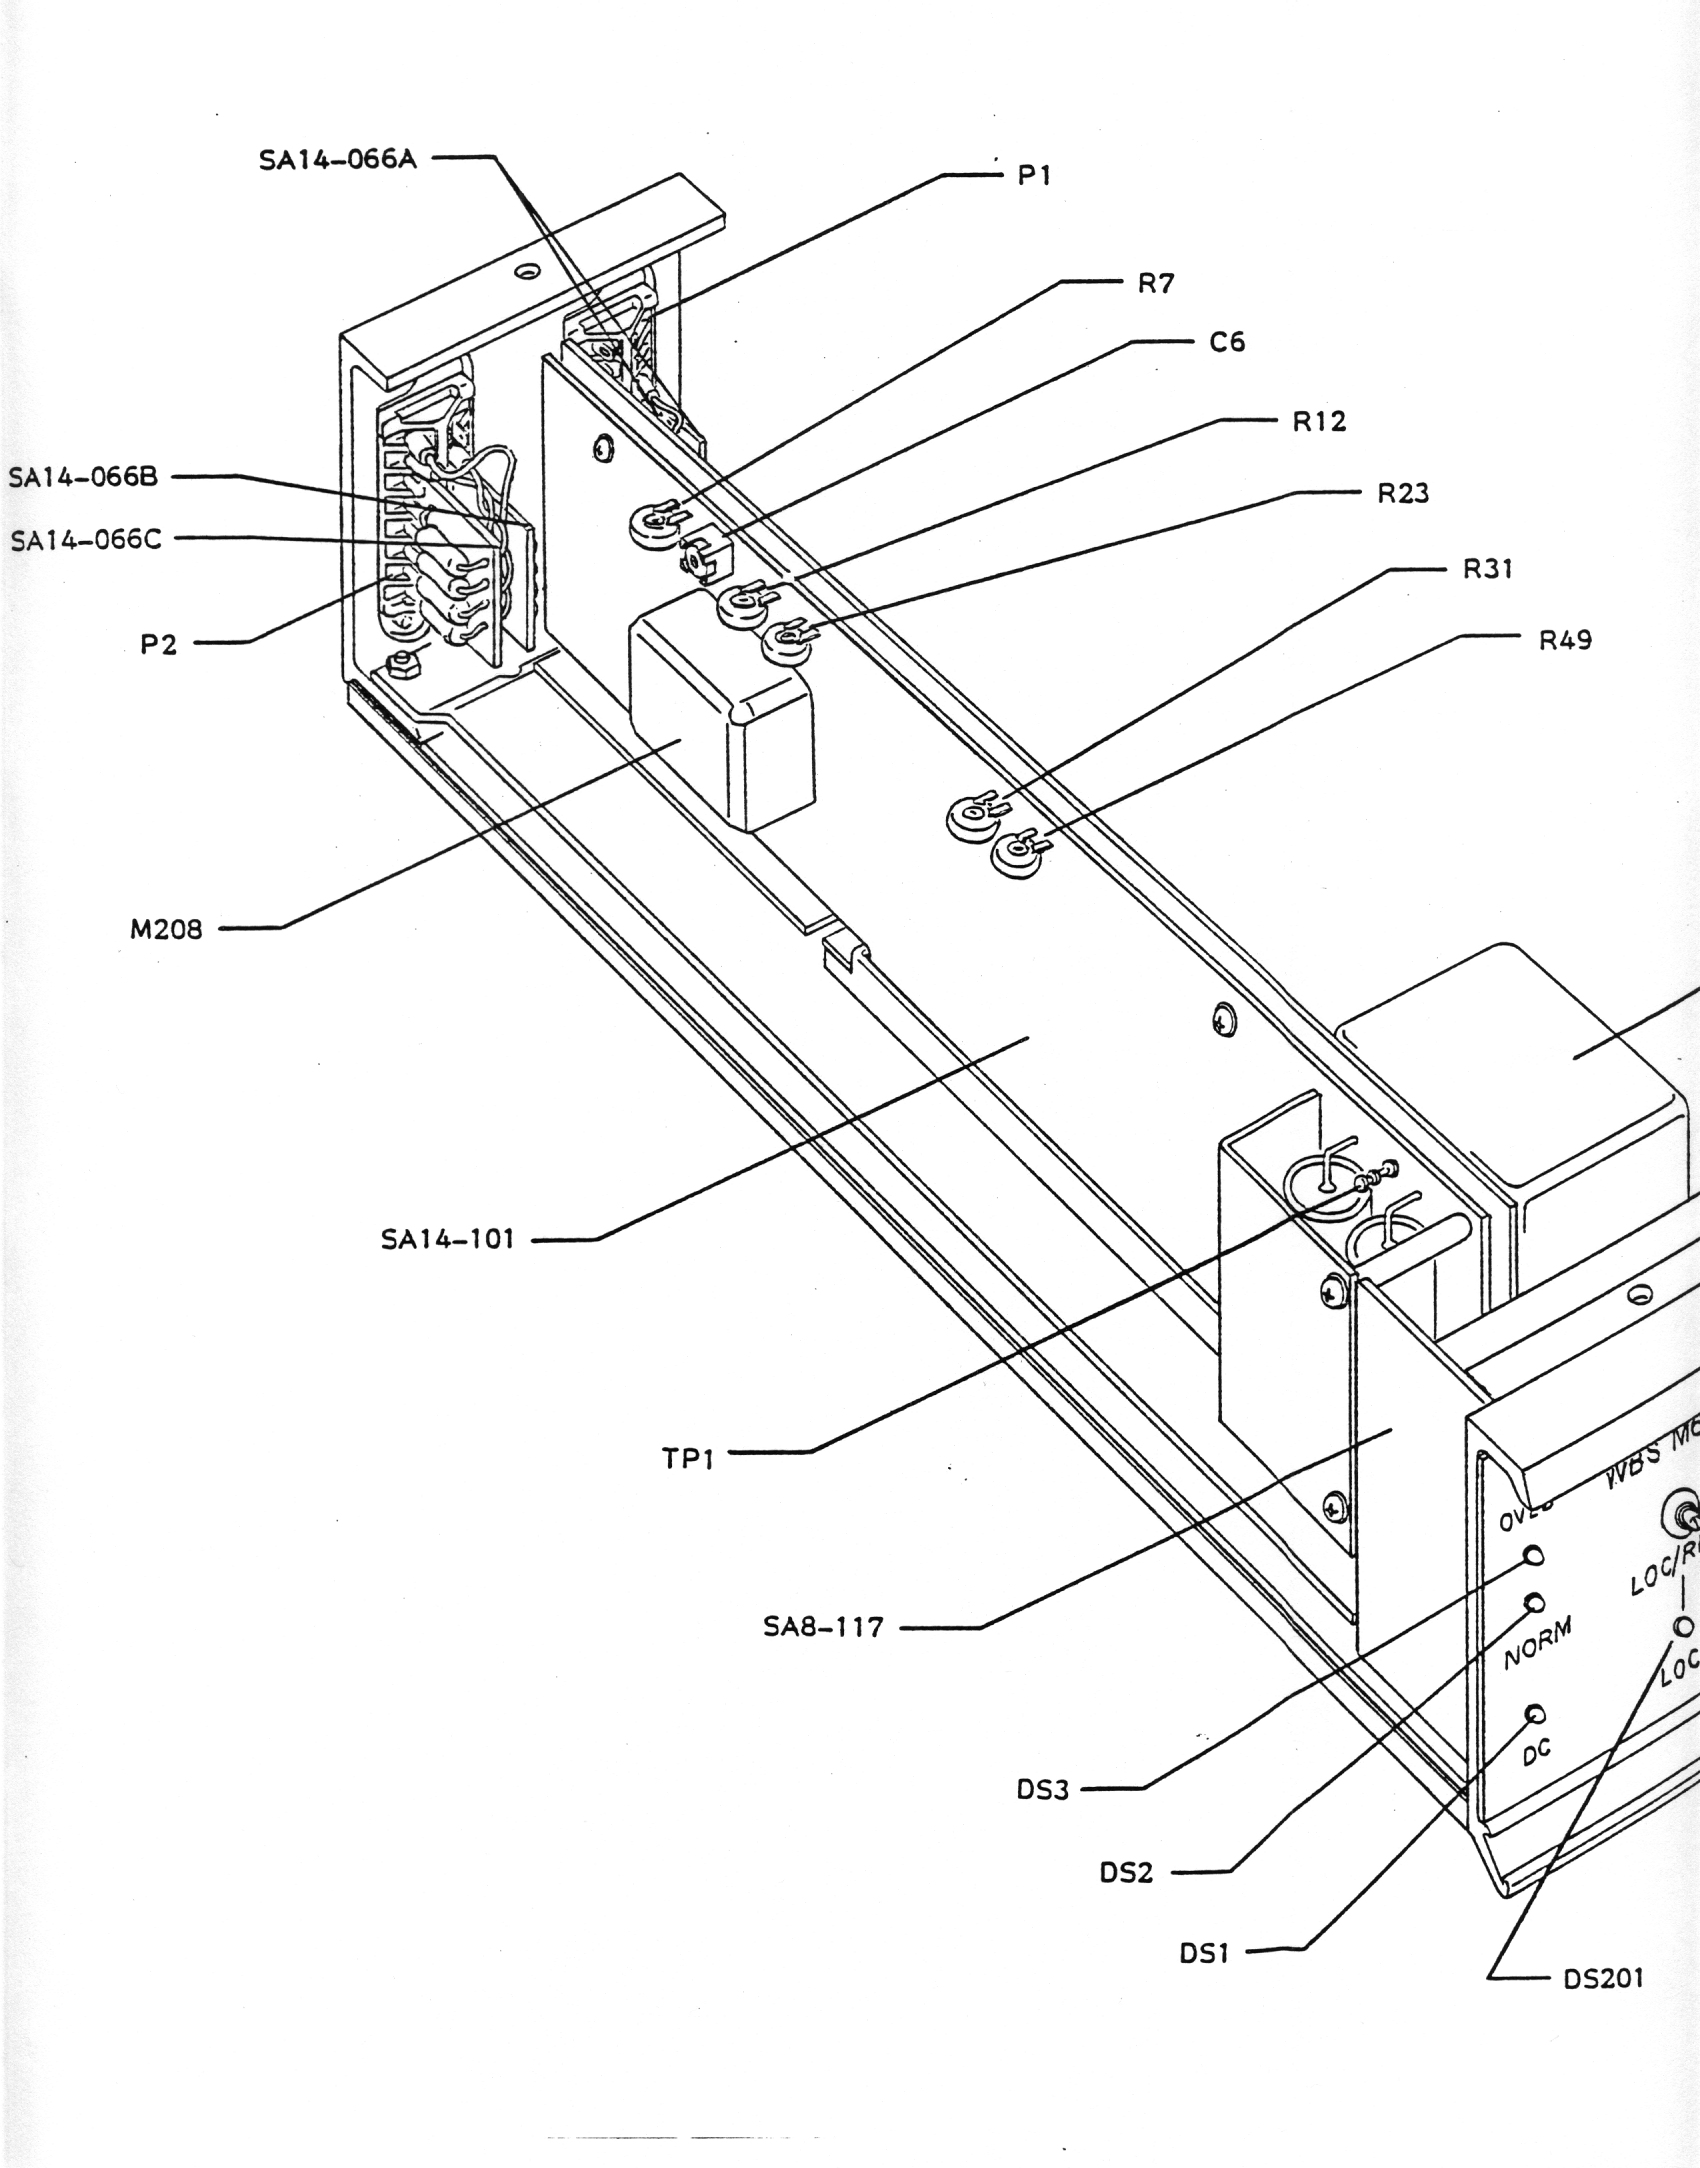 SA14-066A
P1
R7
C6
R12
SA14-066B
R23
SA14-066C
R31
P2
R49
M208
SA14-101
TP1
WBS
NORM
SA8-117
DC
DS3
DS2
DS1
DS201